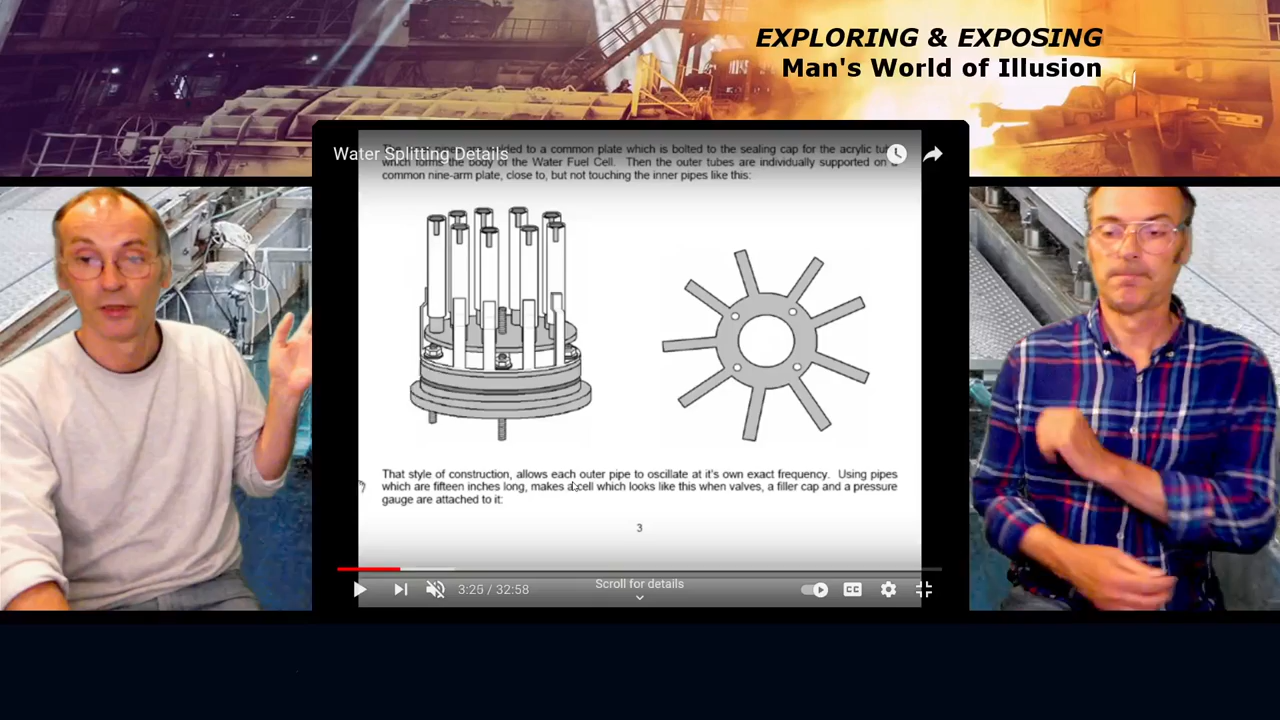 EXPLORING & EXPOSING
Man's World of Illusion
Water Splitting Details
to a common plate which is bolted to the sealing cap for the acrylic
which forms the body of the Water Fuel Cell. Then the outer tubes are individually supported on
common nine-arm plate, close to, but not touching the inner pipes like this:
That style of construction, allows each outer pipe to oscillate at it's own exact frequency. Using pipes
which are fifteen inches long, makes a cell which looks like this when valves, a filler cap and a pressure
gauge are attached to it:
3
3:25 / 32:58
Scroll for details
CC